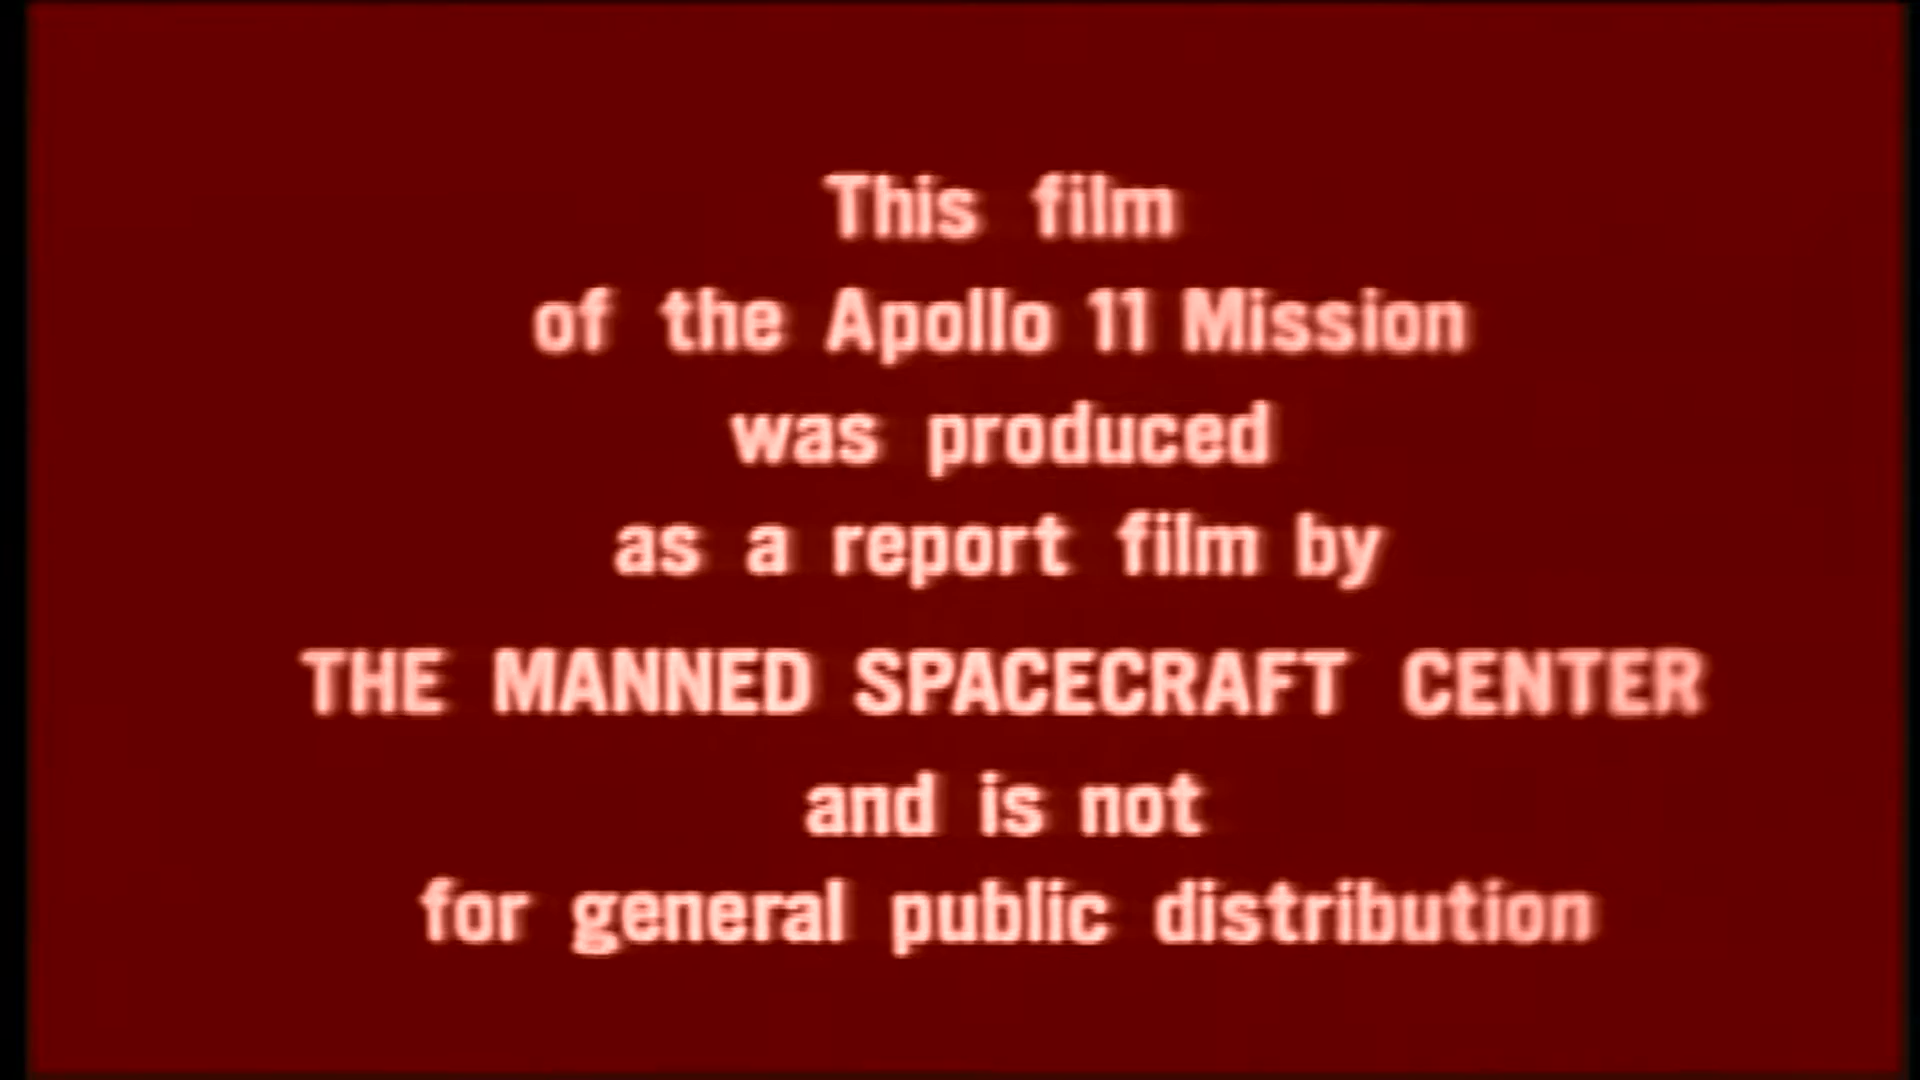 This film
of the Apollo 11 Mission
was produced
as a report film by
THE MANNED SPACECRAFT CENTER
and is not
for general public distribution